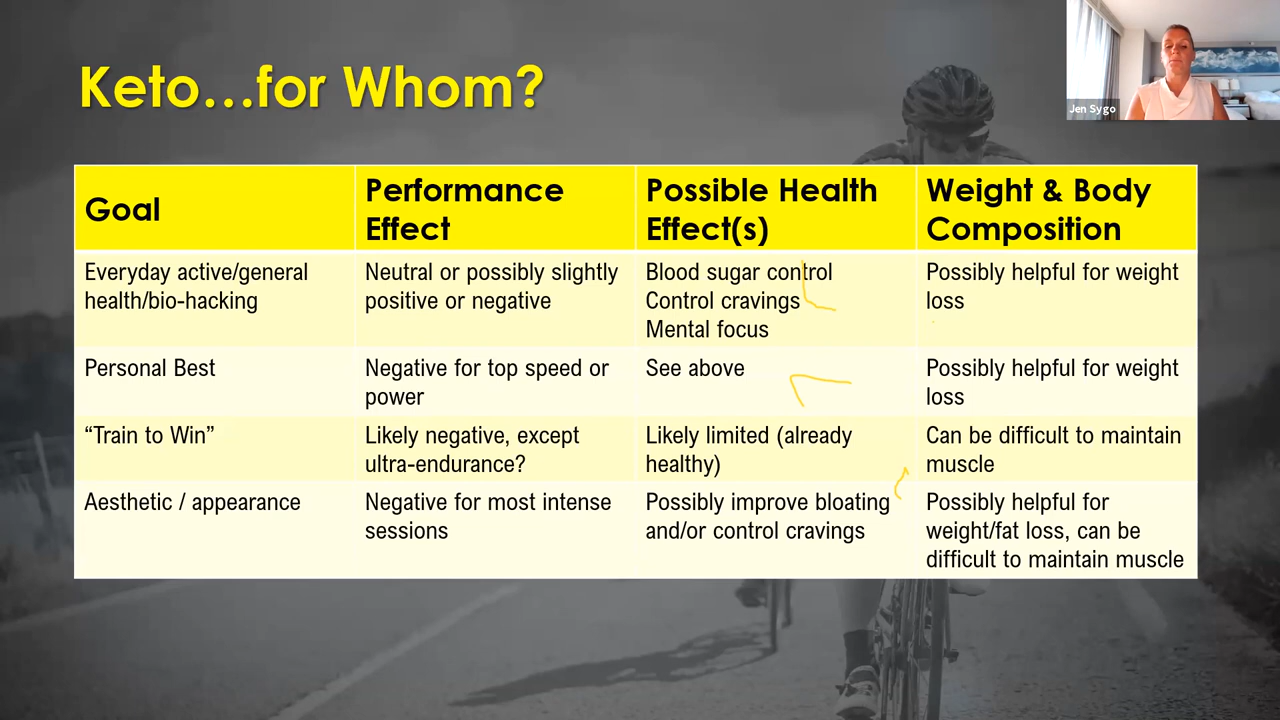 Keto...for Whom?
Jen Sygo
Goal
Performance
Effect
Possible Health
Effect(s)
Weight & Body
Composition
Everyday active/general
health/bio-hacking
Neutral or possibly slightly
positive or negative
Blood sugar control
Control cravings
Mental focus
Possibly helpful for weight
loss
Personal Best
Negative for top speed or
power
See above
Possibly helpful for weight
loss
“Train to Win”
Likely negative, except
ultra-endurance?
Likely limited (already
healthy)
Can be difficult to maintain
muscle
Aesthetic / appearance
Negative for most intense
sessions
Possibly improve bloating
and/or control cravings
Possibly helpful for
weight/fat loss, can be
difficult to maintain muscle